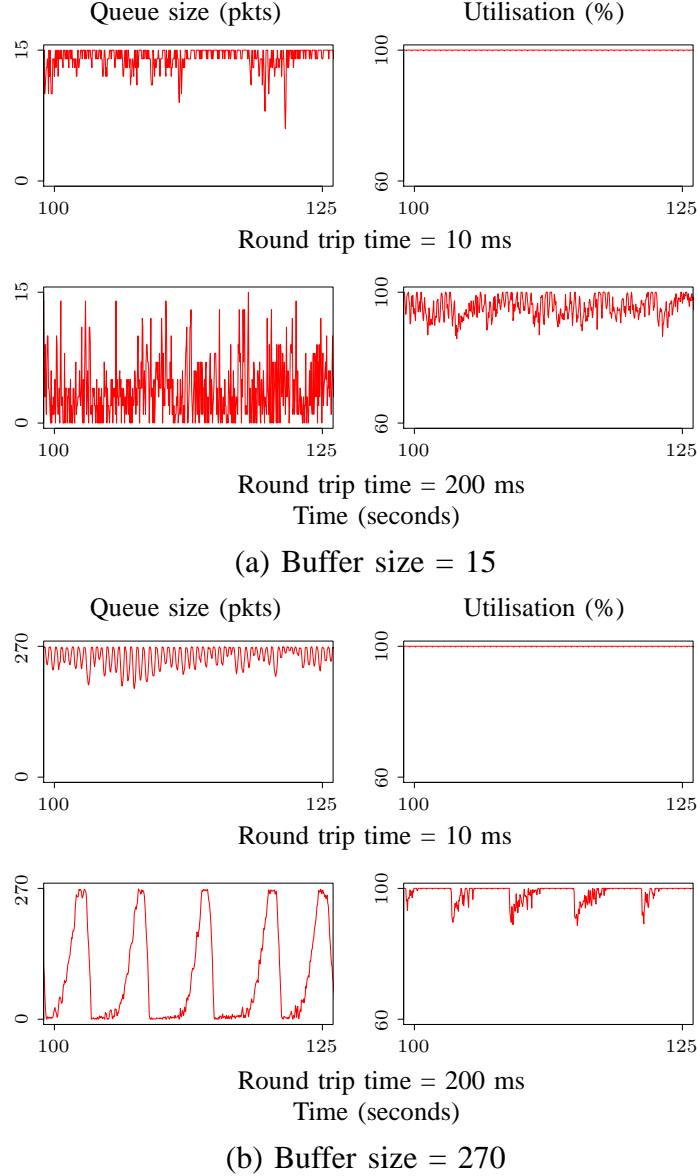 Queue size (pkts) Utilisation (%)
15 100
0 60
100 125 100 125
Round trip time = 10 ms
15 100
0 60
100 125 100 125
Round trip time = 200 ms
Time (seconds)
(a) Buffer size = 15
Queue size (pkts) Utilisation (%)
270 100
0 60
100 125 100 125
Round trip time = 10 ms
270 100
0 60
100 125 100 125
Round trip time = 200 ms
Time (seconds)
(b) Buffer size = 270